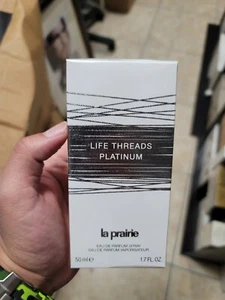 LIFE THREADS
PLATINUM
la prairie
EAU DE PARFUM SPRAY
EAU DE PARFUM VAPORISATEUR
50 ml e 1.7 FL OZ